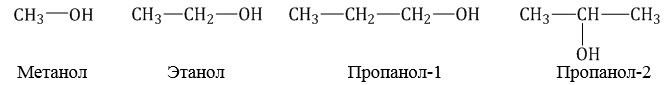 CH₃—OH CH₃—CH₂—OH CH₃—CH₂—CH₂—OH CH₃—CH—CH₃
OH
Метанол Этанол Пропанол-1 Пропанол-2